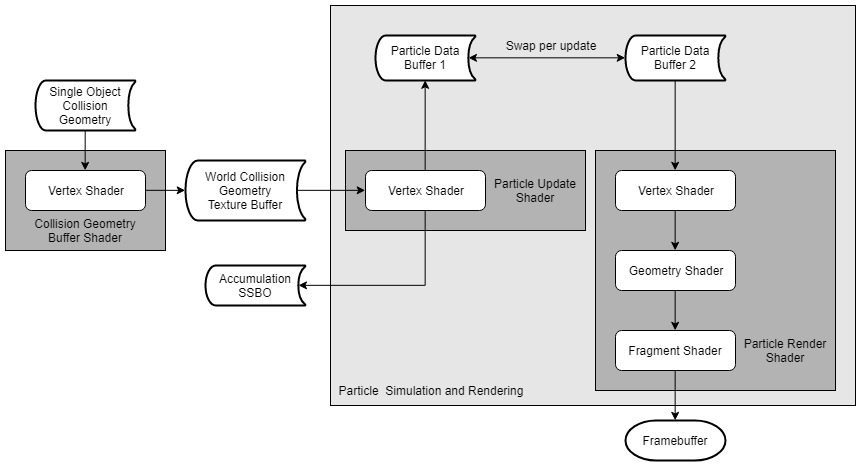 Particle Data
Buffer 1
Swap per update
Particle Data
Buffer 2
Single Object
Collision
Geometry
Vertex Shader
Collision Geometry
Buffer Shader
World Collision
Geometry
Texture Buffer
Vertex Shader
Particle Update
Shader
Vertex Shader
Geometry Shader
Fragment Shader
Particle Render
Shader
Accumulation
SSBO
Particle Simulation and Rendering
Framebuffer